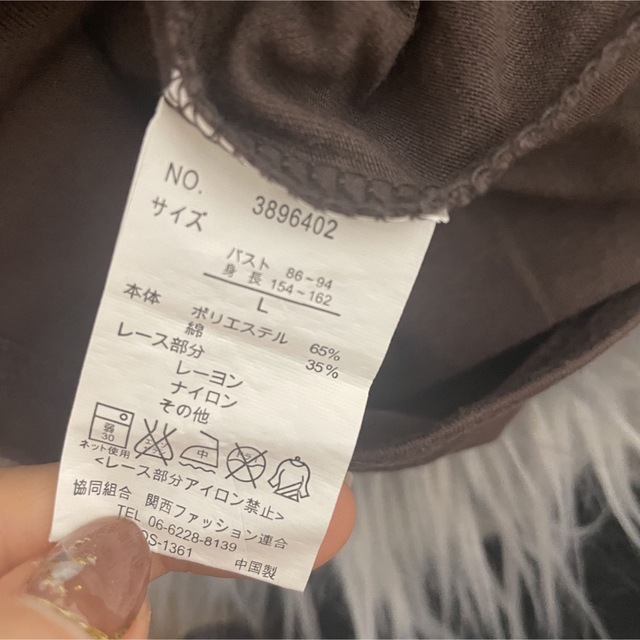 NO. 3896402
サイズ
バスト 86-94
身長 154-162
L
本体 ポリエステル 65%
綿 35%
レース部分
レーヨン
ナイロン
その他
弱
30
中
ネット使用
<レース部分アイロン禁止>
協同組合 関西ファッション連合
TEL 06-6228-8139
OS-1361
中国製